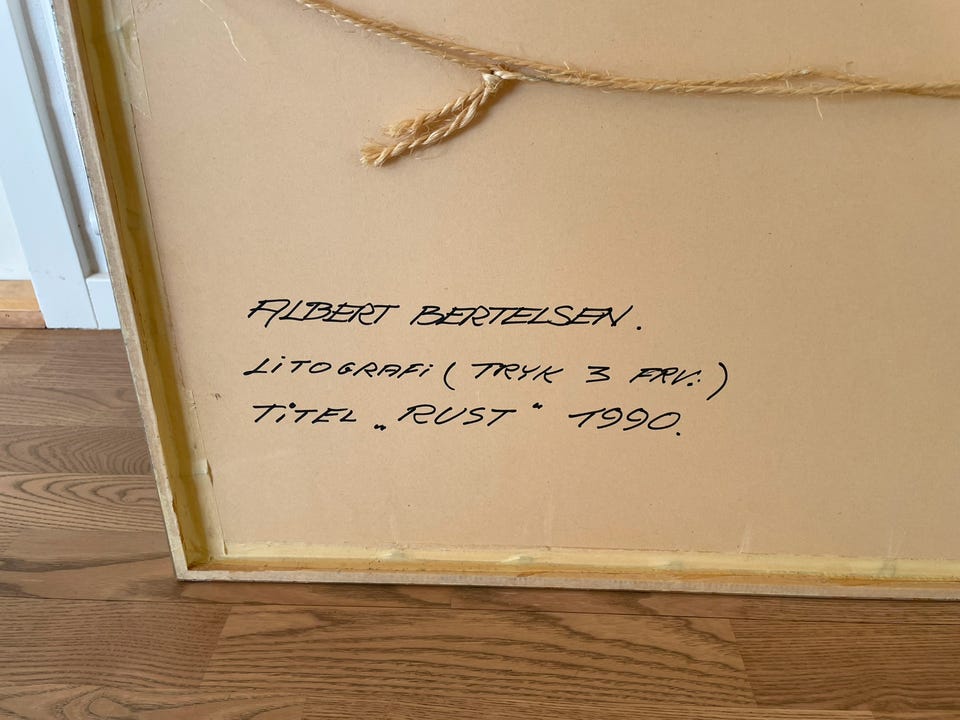 ALBERT BERTELSEN.
LiTOGRAFi ( TRYK 3 FRV. )
TiTEL „ RUST “ 1990.